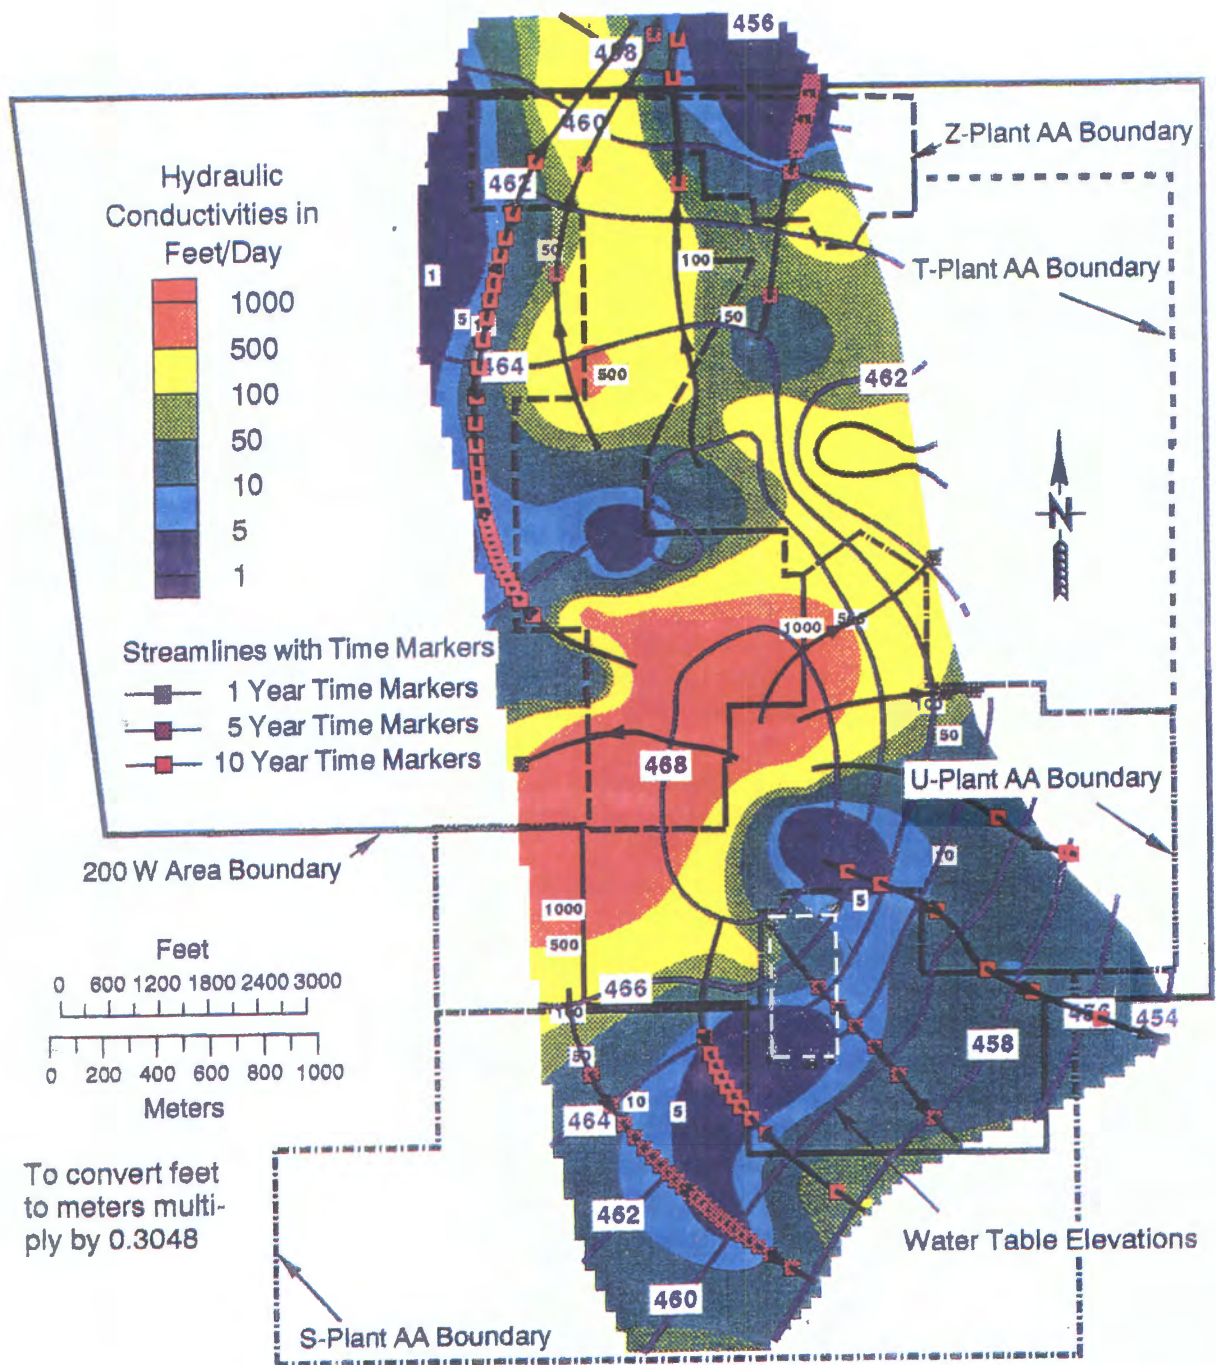 456
458
460
462
Z-Plant AA Boundary
Hydraulic
Conductivities in
Feet/Day
1000
500
100
50
10
5
1
T-Plant AA Boundary
1
50
100
5
50
464
500
462
N
Streamlines with Time Markers
1 Year Time Markers
5 Year Time Markers
10 Year Time Markers
1000
500
100
50
468
U-Plant AA Boundary
200 W Area Boundary
10
5
1000
500
Feet
0 600 1200 1800 2400 3000
466
100
456
454
458
0 200 400 600 800 1000
Meters
50
10
5
464
To convert feet
to meters multi-
ply by 0.3048
462
Water Table Elevations
460
S-Plant AA Boundary